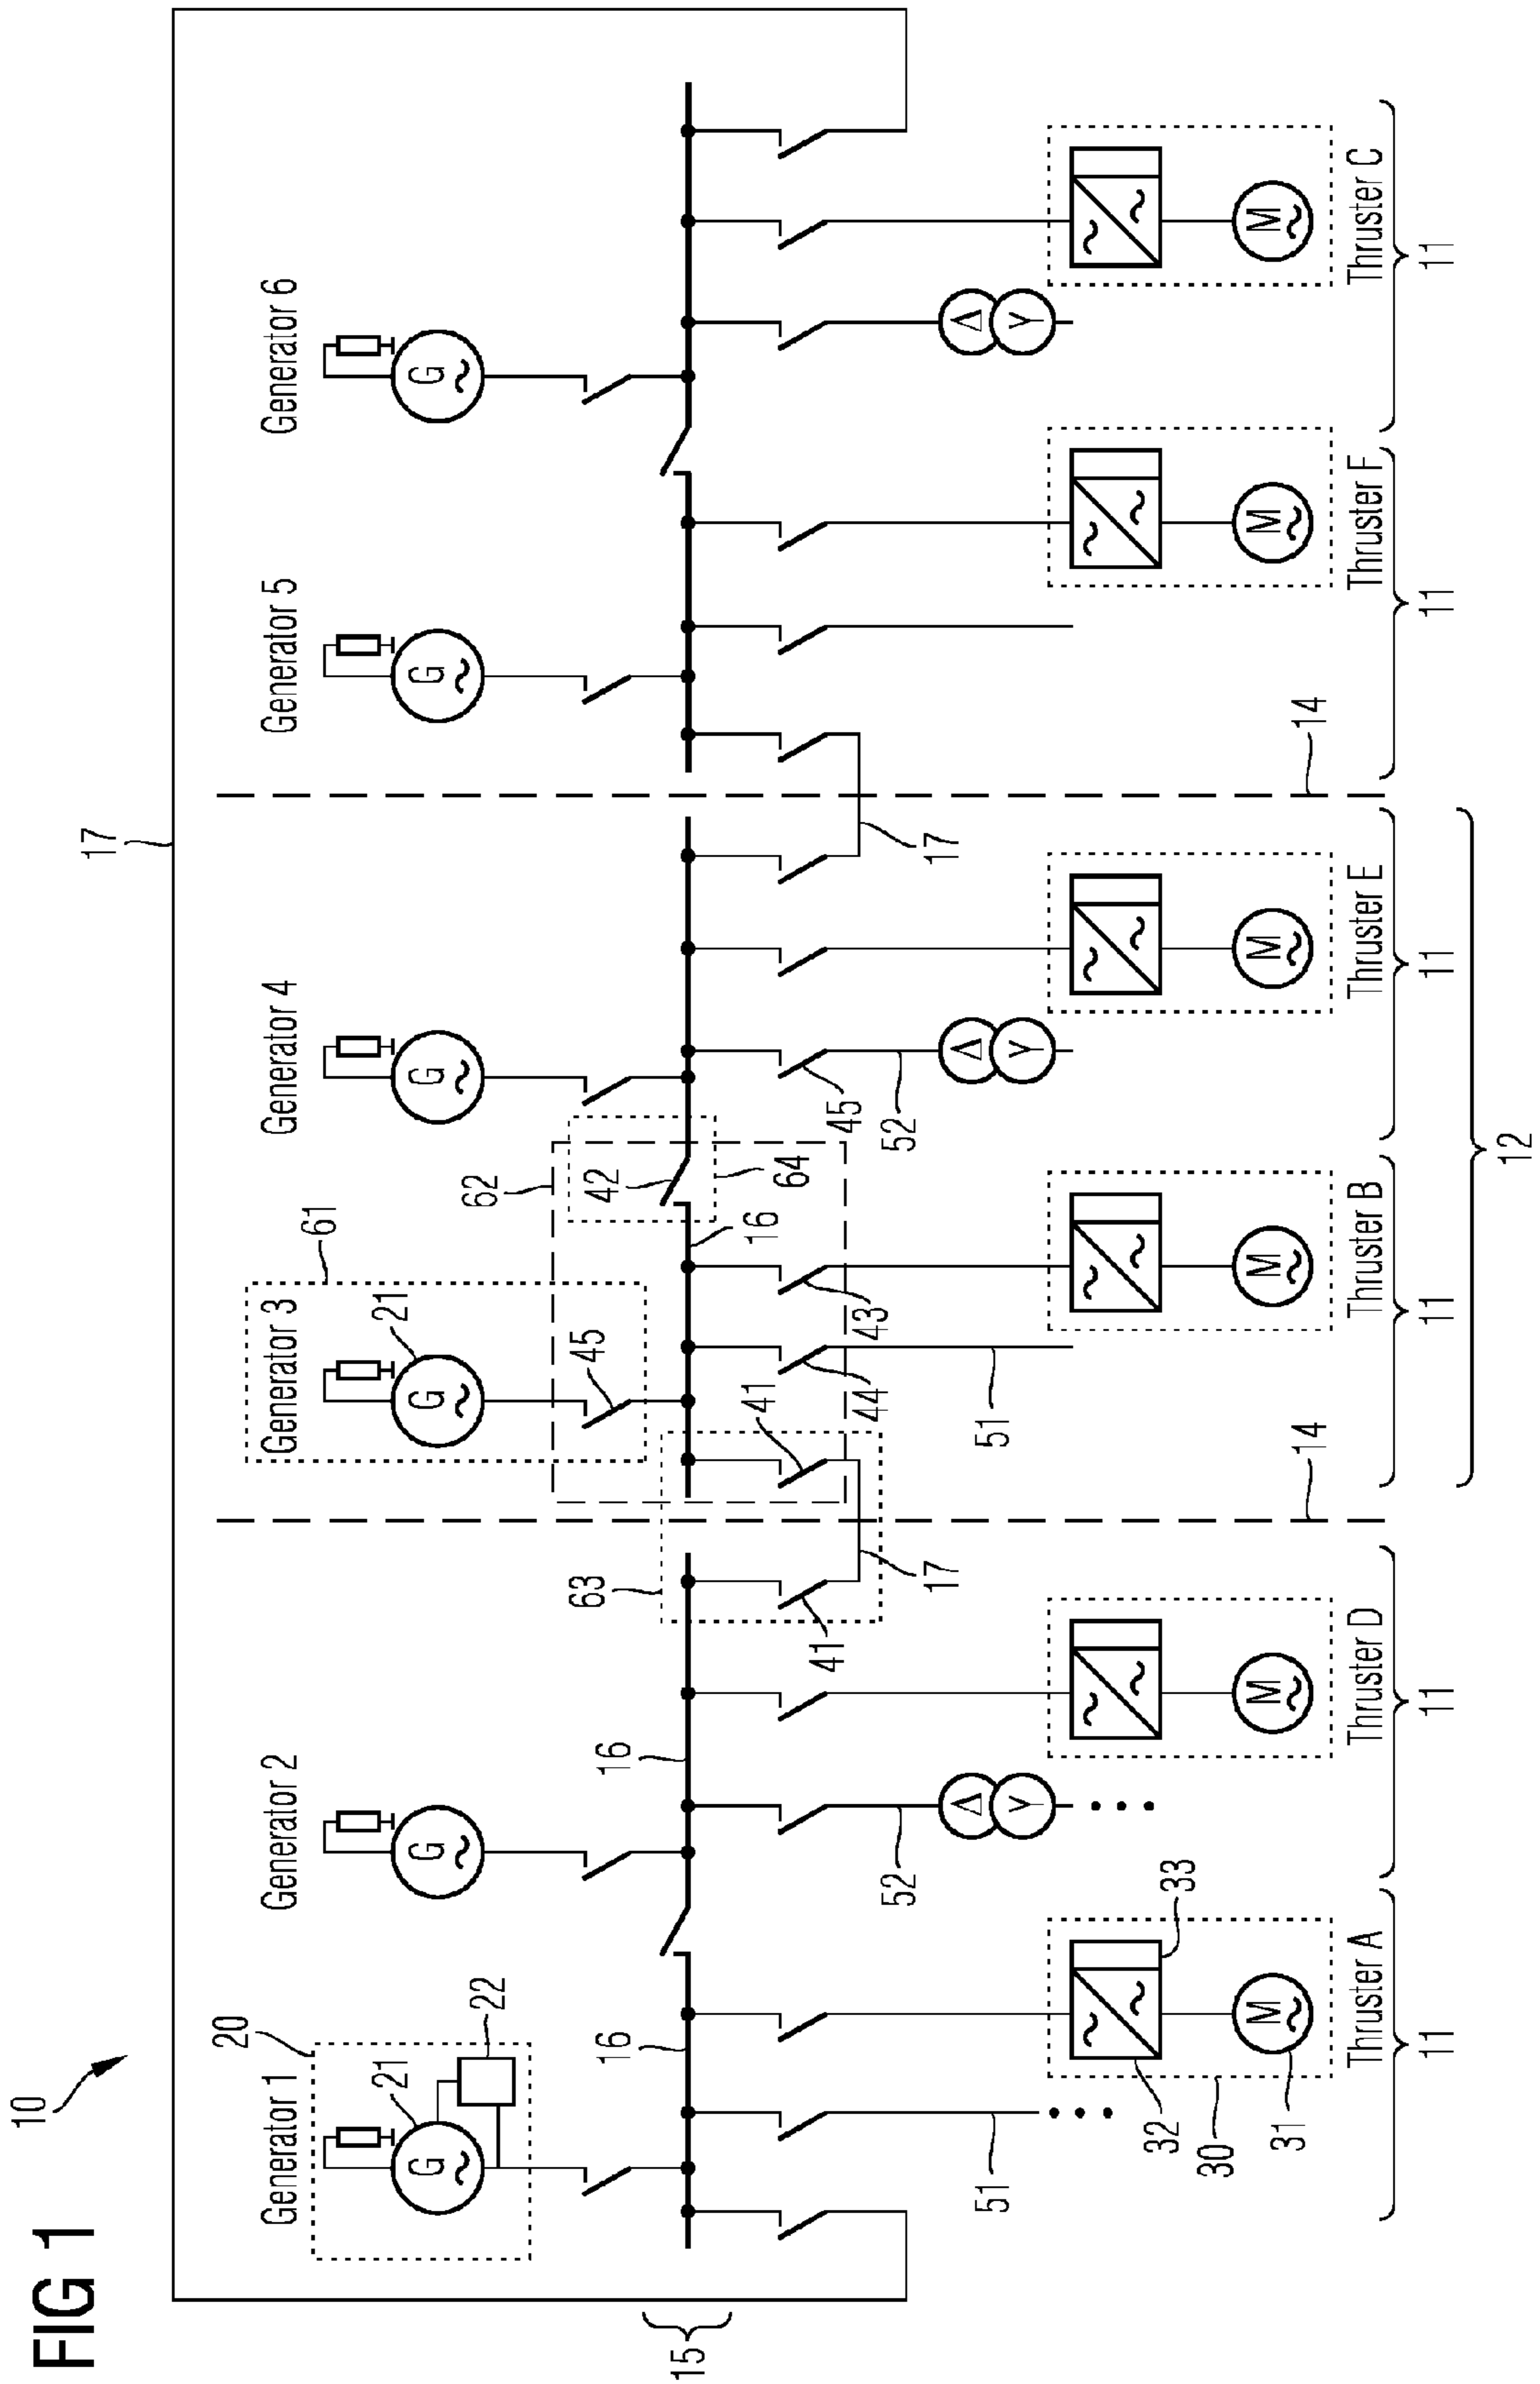 FIG 1
10
17
20
Generator 1 Generator 2 Generator 3 Generator 4 Generator 5 Generator 6
61
21 21
G G G G G G
22 62
63 45 42
16 16
15
16
41 64
41 45
44 43
52 52
17 17
Δ Δ Δ
Y Y Y
51 51
32 33
30
M M M M M M
31
14 14
Thruster A Thruster D Thruster B Thruster E Thruster F Thruster C
11 11 11 11 11 11
12